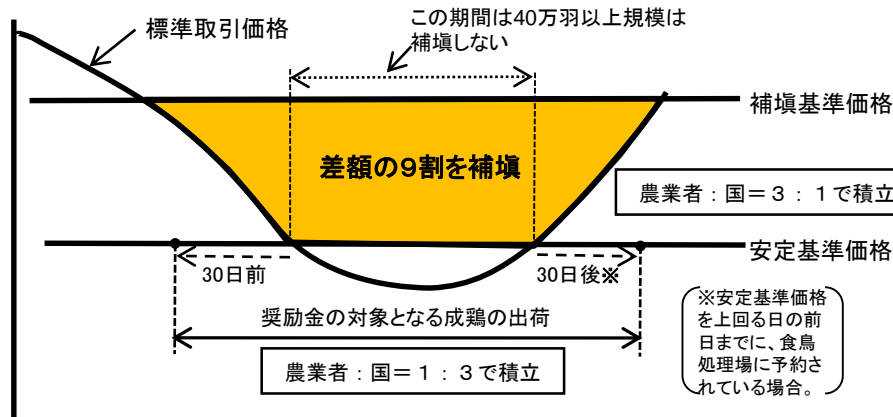 標準取引価格
この期間は40万羽以上規模は
補塡しない
補塡基準価格
差額の9割を補塡
農業者：国＝３：１で積立
安定基準価格
30日前
30日後※
奨励金の対象となる成鶏の出荷
農業者：国＝１：３で積立
※安定基準価格
を上回る日の前
日までに、食鳥
処理場に予約さ
れている場合。